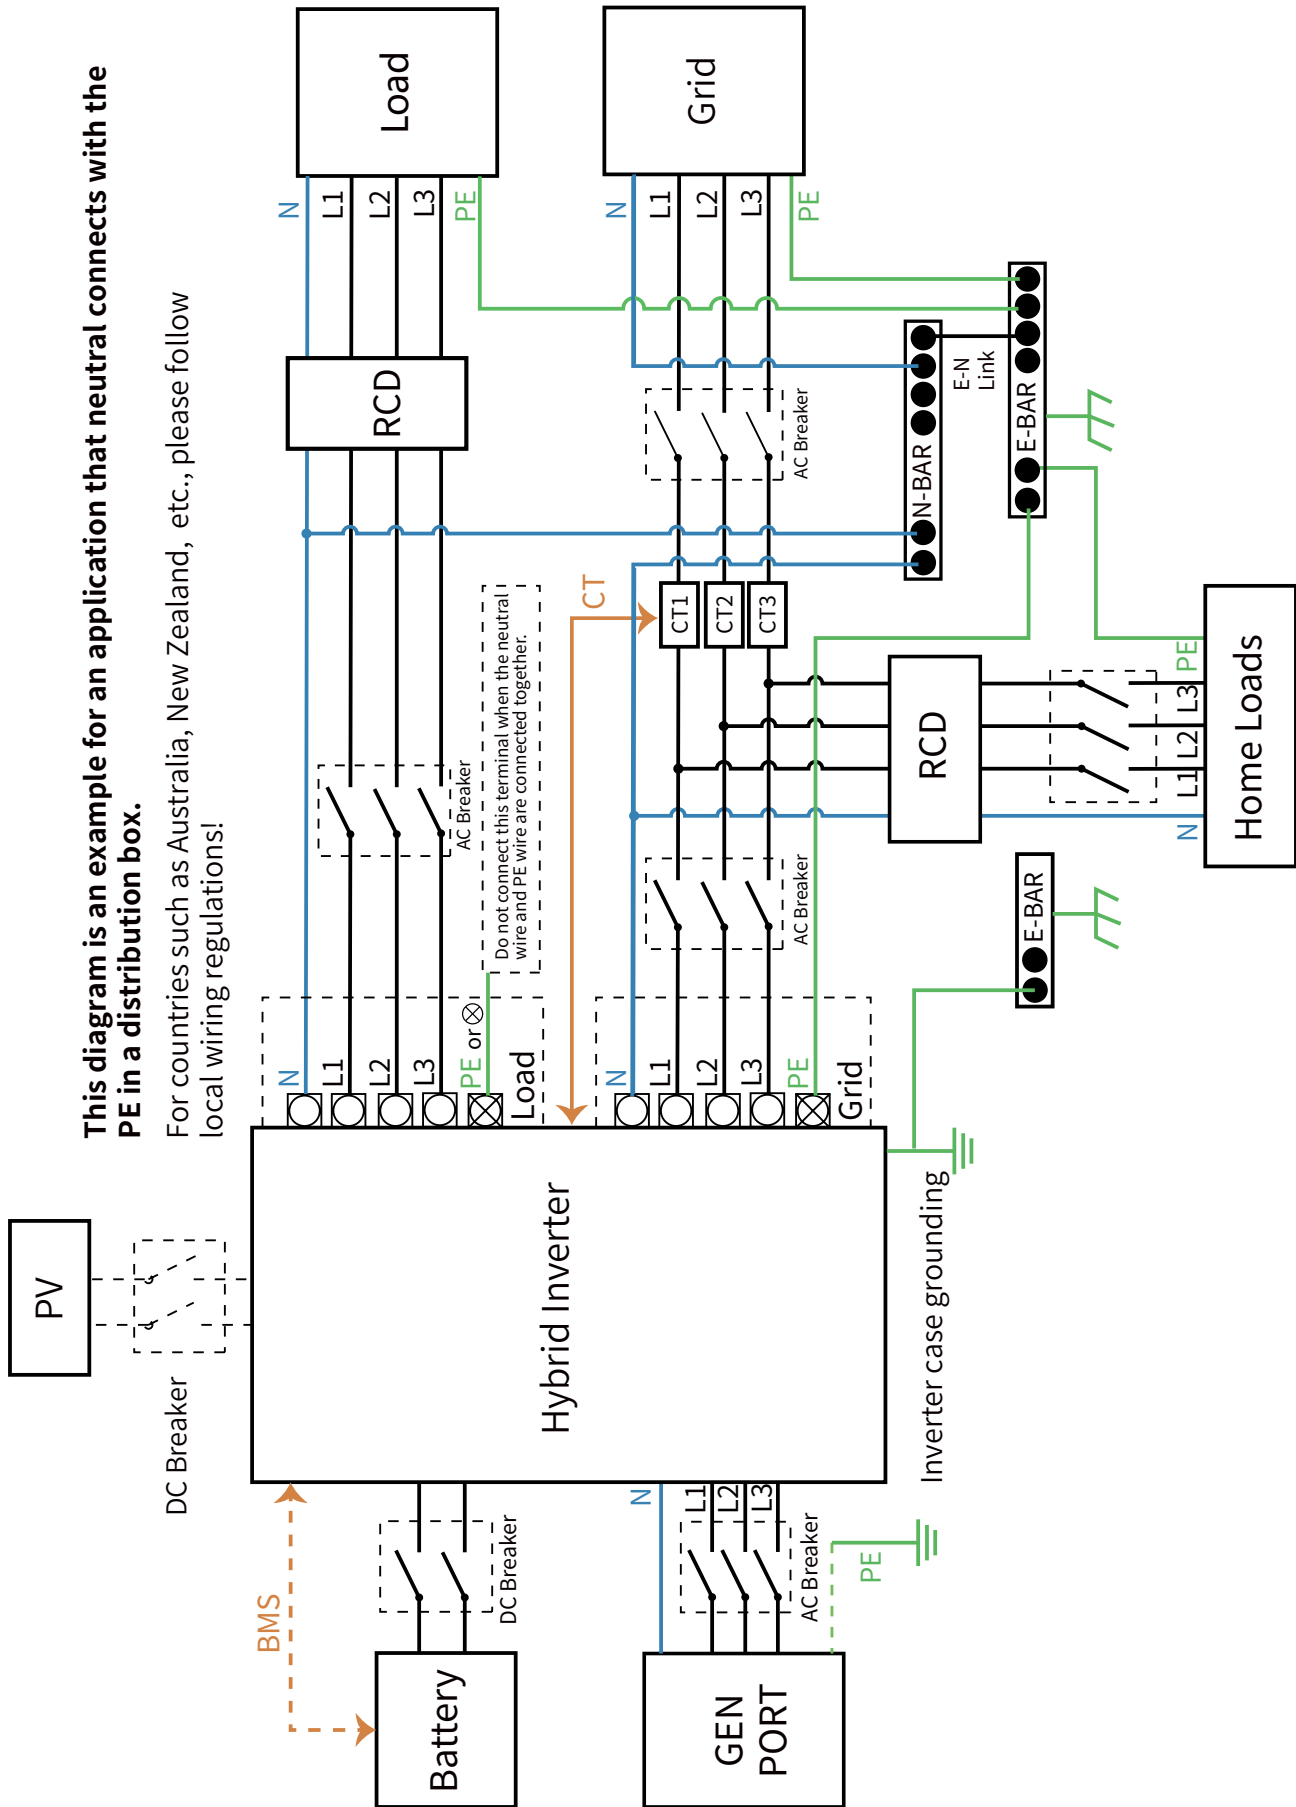 This diagram is an example for an application that neutral connects with the
PE in a distribution box.
For countries such as Australia, New Zealand, etc., please follow
local wiring regulations!
PV
DC Breaker
BMS
Battery
DC Breaker
GEN
PORT
N
L1
L2
L3
AC Breaker
PE
Hybrid Inverter
Inverter case grounding
N
L1
L2
L3
PE or
Load
N
L1
L2
L3
PE
Grid
AC Breaker
Do not connect this terminal when the neutral
wire and PE wire are connected together.
AC Breaker
CT
CT1
CT2
CT3
RCD
N
L1
L2
L3
PE
Load
AC Breaker
N
L1
L2
L3
PE
Grid
N-BAR
E-N
Link
E-BAR
RCD
N
L1
L2
L3
PE
Home Loads
E-BAR